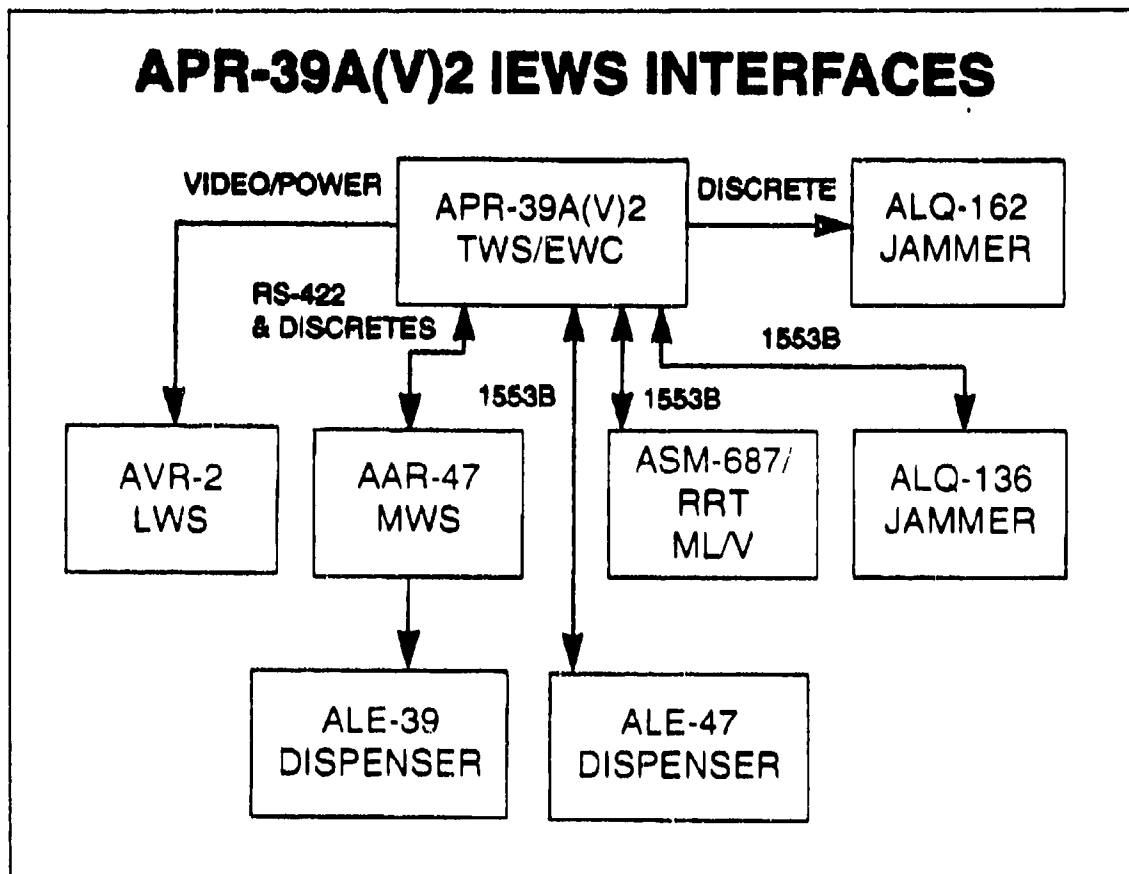 APR-39A(V)2 IEWS INTERFACES
VIDEO/POWER
APR-39A(V)2
TWS/EWC
DISCRETE
ALQ-162
JAMMER
RS-422
& DISCRETES
1553B
1553B
1553B
AVR-2
LWS
AAR-47
MWS
ASM-687/
RRT
ML/V
ALQ-136
JAMMER
ALE-39
DISPENSER
ALE-47
DISPENSER